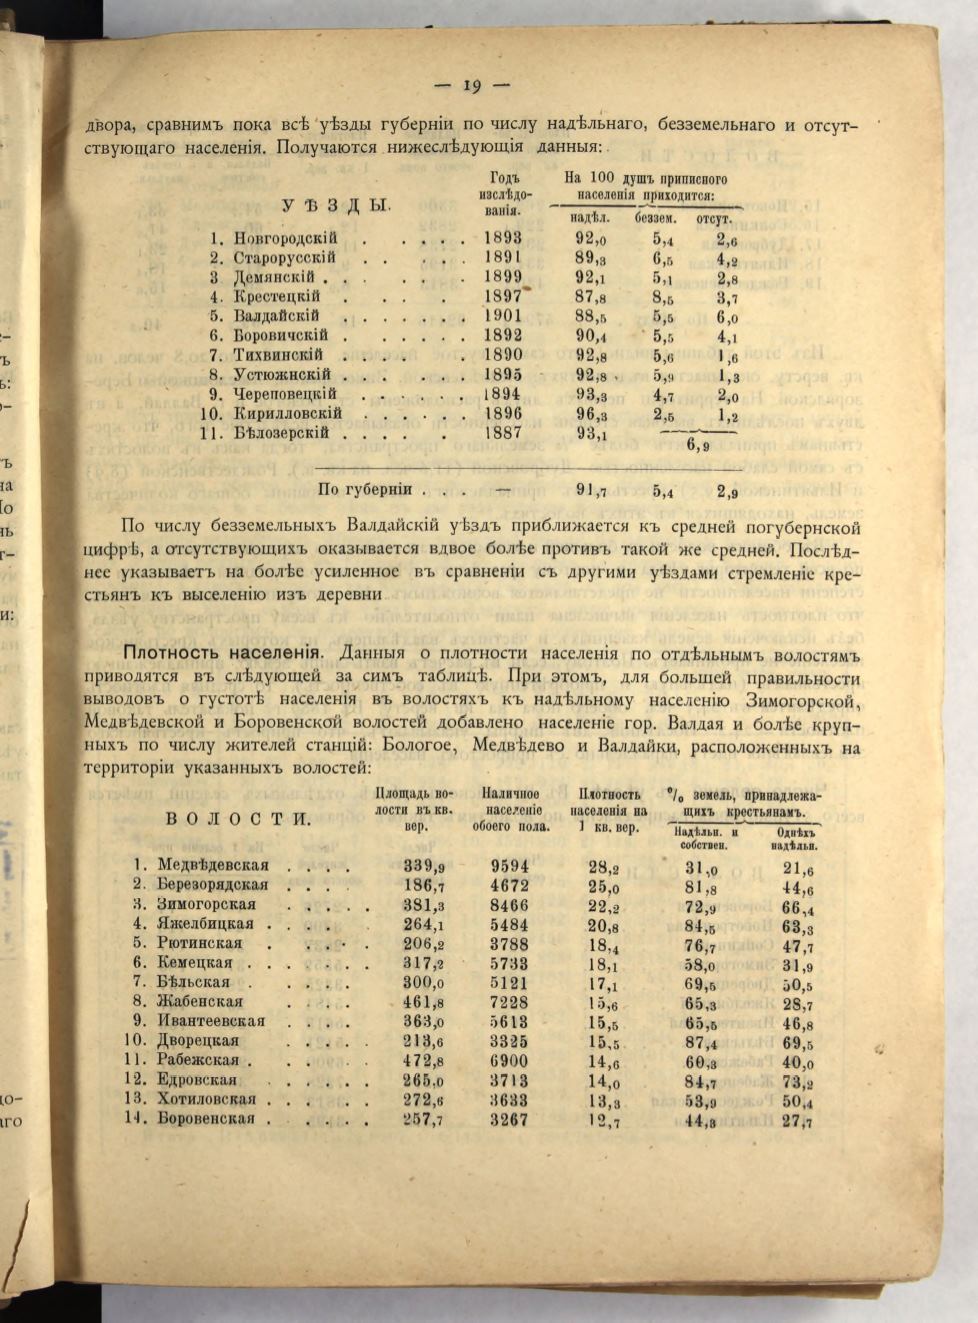 — 19 —
двора, сравнимъ пока всѣ уѣзды губерніи по числу надѣльнаго, безземельнаго и отсут-
ствующаго населенія. Получаются нижеслѣдующія данныя:
УѢЗДЫ. Годъ изслѣдо-ванія. На 100 душъ приписного населенія приходится:
надѣл. беззем. отсут.
1. Новгородскій . . . . . 1893 92,0 5,4 2,6
2. Старорусскій . . . . . 1891 89,3 6,5 4,2
3 Демянскій . . . . . . 1899 92,1 5,1 2,8
4. Крестецкій . . . . 1897 87,8 8,5 3,7
5. Валдайскій . . . . . . . 1901 88,5 5,5 6,0
6. Боровичскій . . . . . . 1892 90,4 5,5 4,1
7. Тихвинскій . . . . . 1890 92,8 5,6 1,6
8. Устюжнскій . . . . . . 1895 92,8 5,9 1,3
9. Череповецкій . . . . . . 1894 93,3 4,7 2,0
10. Кирилловскій . . . . . . 1896 96,3 2,5 1,2
11. Бѣлозерскій . . . . . 1887 93,1 6,9
По губерніи . . . — 91,7 5,4 2,9
По числу безземельныхъ Валдайскій уѣздъ приближается къ средней погубернской
цифрѣ, а отсутствующихъ оказывается вдвое болѣе противъ такой же средней. Послѣд-
нее указываетъ на болѣе усиленное въ сравненіи съ другими уѣздами стремленіе кре-
стьянъ къ выселенію изъ деревни
Плотность населенія. Данныя о плотности населенія по отдѣльнымъ волостямъ
приводятся въ слѣдующей за симъ таблицѣ. При этомъ, для большей правильности
выводовъ о густотѣ населенія въ волостяхъ къ надѣльному населенію Зимогорской,
Медвѣдевской и Боровенской волостей добавлено населеніе гор. Валдая и болѣе круп-
ныхъ по числу жителей станцій: Бологое, Медвѣдево и Валдайки, расположенныхъ на
территоріи указанныхъ волостей:
Площадь во- Наличное Плотность % земель, принадлежа-
ВОЛОСТИ. лости въ кв. населеніе населенія на щихъ крестьянамъ.
вер. обоего пола. 1 кв. вер. Надѣльн. и Однѣхъ
собствен. надѣльн.
1. Медвѣдевская . . . . 339,9 9594 28,2 31,0 21,6
2. Березорядская . . . . 186,7 4672 25,0 81,8 44,6
3. Зимогорская . . . . . 381,3 8466 22,2 72,9 66,4
4. Яжелбицкая . . . . 264,1 5484 20,8 84,5 63,3
5. Рютинская . . . . . 206,2 3788 18,4 76,7 47,7
6. Кемецкая . . . . . . . 317,2 5733 18,1 58,0 31,9
7. Бѣльская . . . . . 300,0 5121 17,1 69,5 50,5
8. Жабенская . . . . 461,8 7228 15,6 65,3 28,7
9. Ивантеевская . . . . 363,0 5613 15,5 65,5 46,8
10. Дворецкая . . . . . 213,6 3325 15,5 87,4 69,5
11. Рабежская . . . . . 472,8 6900 14,6 60,3 40,0
12. Едровская . . . . . . 265,0 3713 14,0 84,7 73,2
13. Хотиловская . . . . . 272,6 3633 13,3 53,9 50,4
14. Боровенская . . . . . 257,7 3267 12,7 44,3 27,7